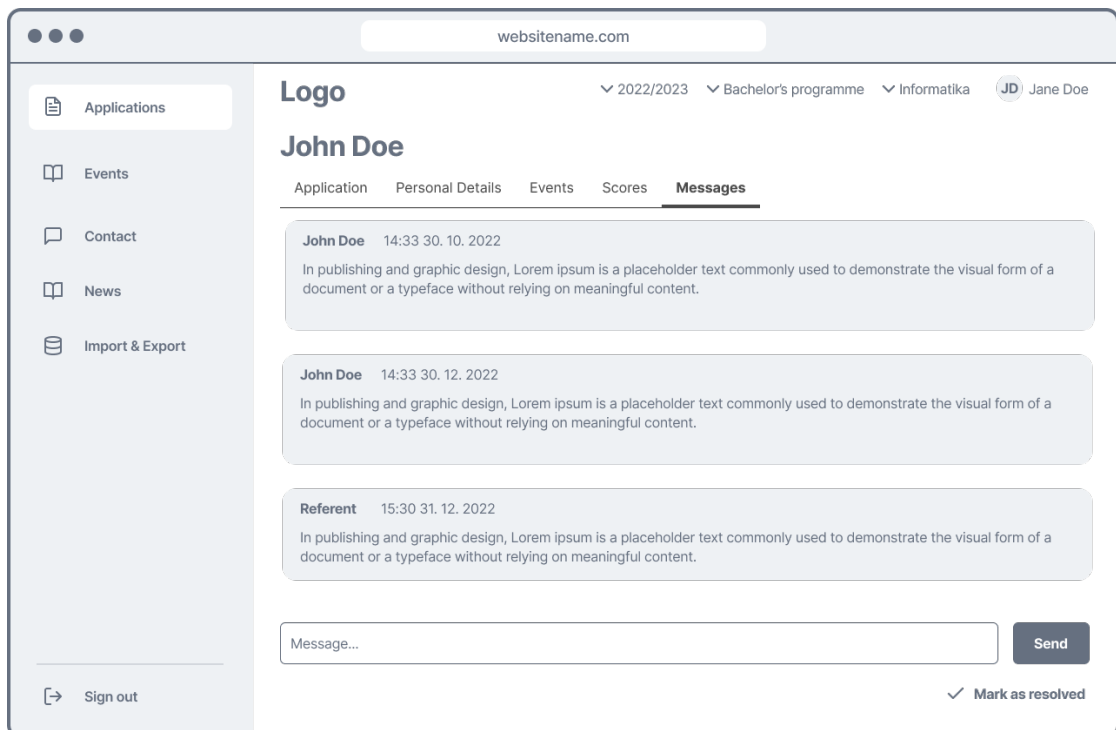 websitename.com
Applications
Events
Contact
News
Import & Export
Sign out
Logo
2022/2023 Bachelor's programme Informatika JD Jane Doe
John Doe
Application Personal Details Events Scores Messages
John Doe 14:33 30. 10. 2022
In publishing and graphic design, Lorem ipsum is a placeholder text commonly used to demonstrate the visual form of a
document or a typeface without relying on meaningful content.
John Doe 14:33 30. 12. 2022
In publishing and graphic design, Lorem ipsum is a placeholder text commonly used to demonstrate the visual form of a
document or a typeface without relying on meaningful content.
Referent 15:30 31. 12. 2022
In publishing and graphic design, Lorem ipsum is a placeholder text commonly used to demonstrate the visual form of a
document or a typeface without relying on meaningful content.
Message...
Send
Mark as resolved